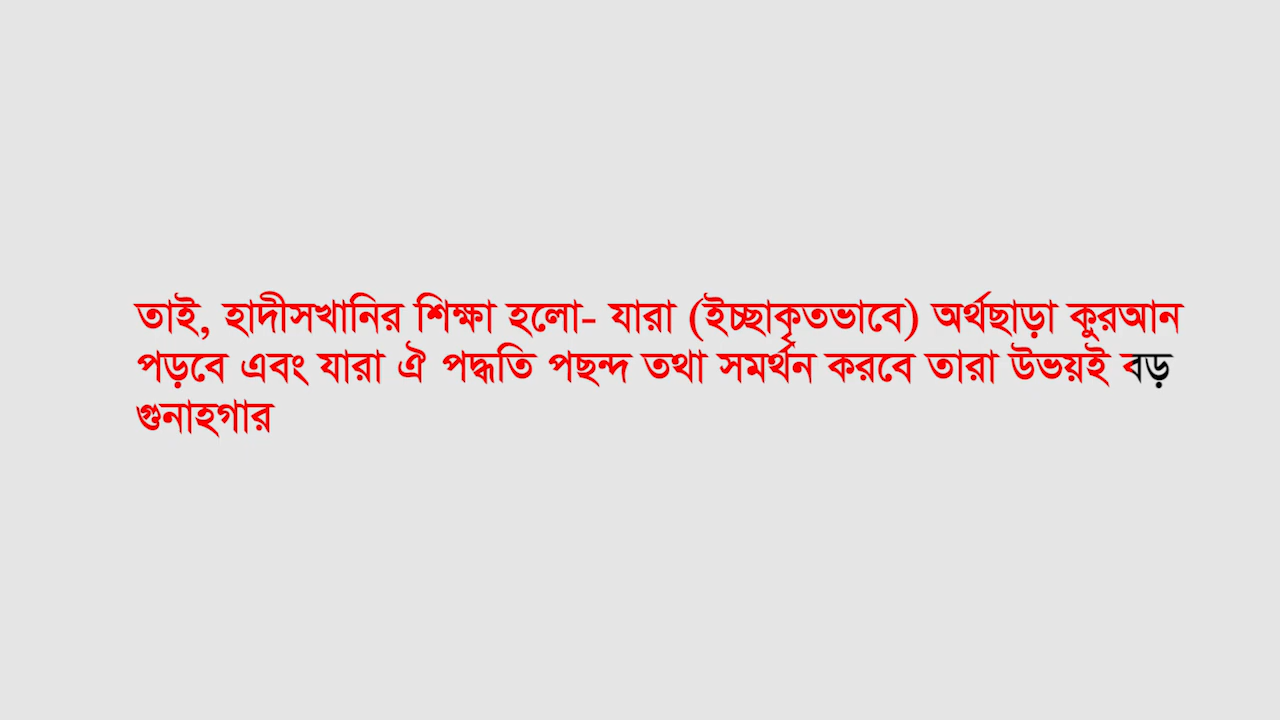 তাই, হাদীসখানির শিক্ষা হলো- যারা (ইচ্ছাকৃতভাবে) অর্থছাড়া কুরআন
পড়বে এবং যারা ঐ পদ্ধতি পছন্দ তথা সমর্থন করবে তারা উভয়ই বড়
গুনাহগার